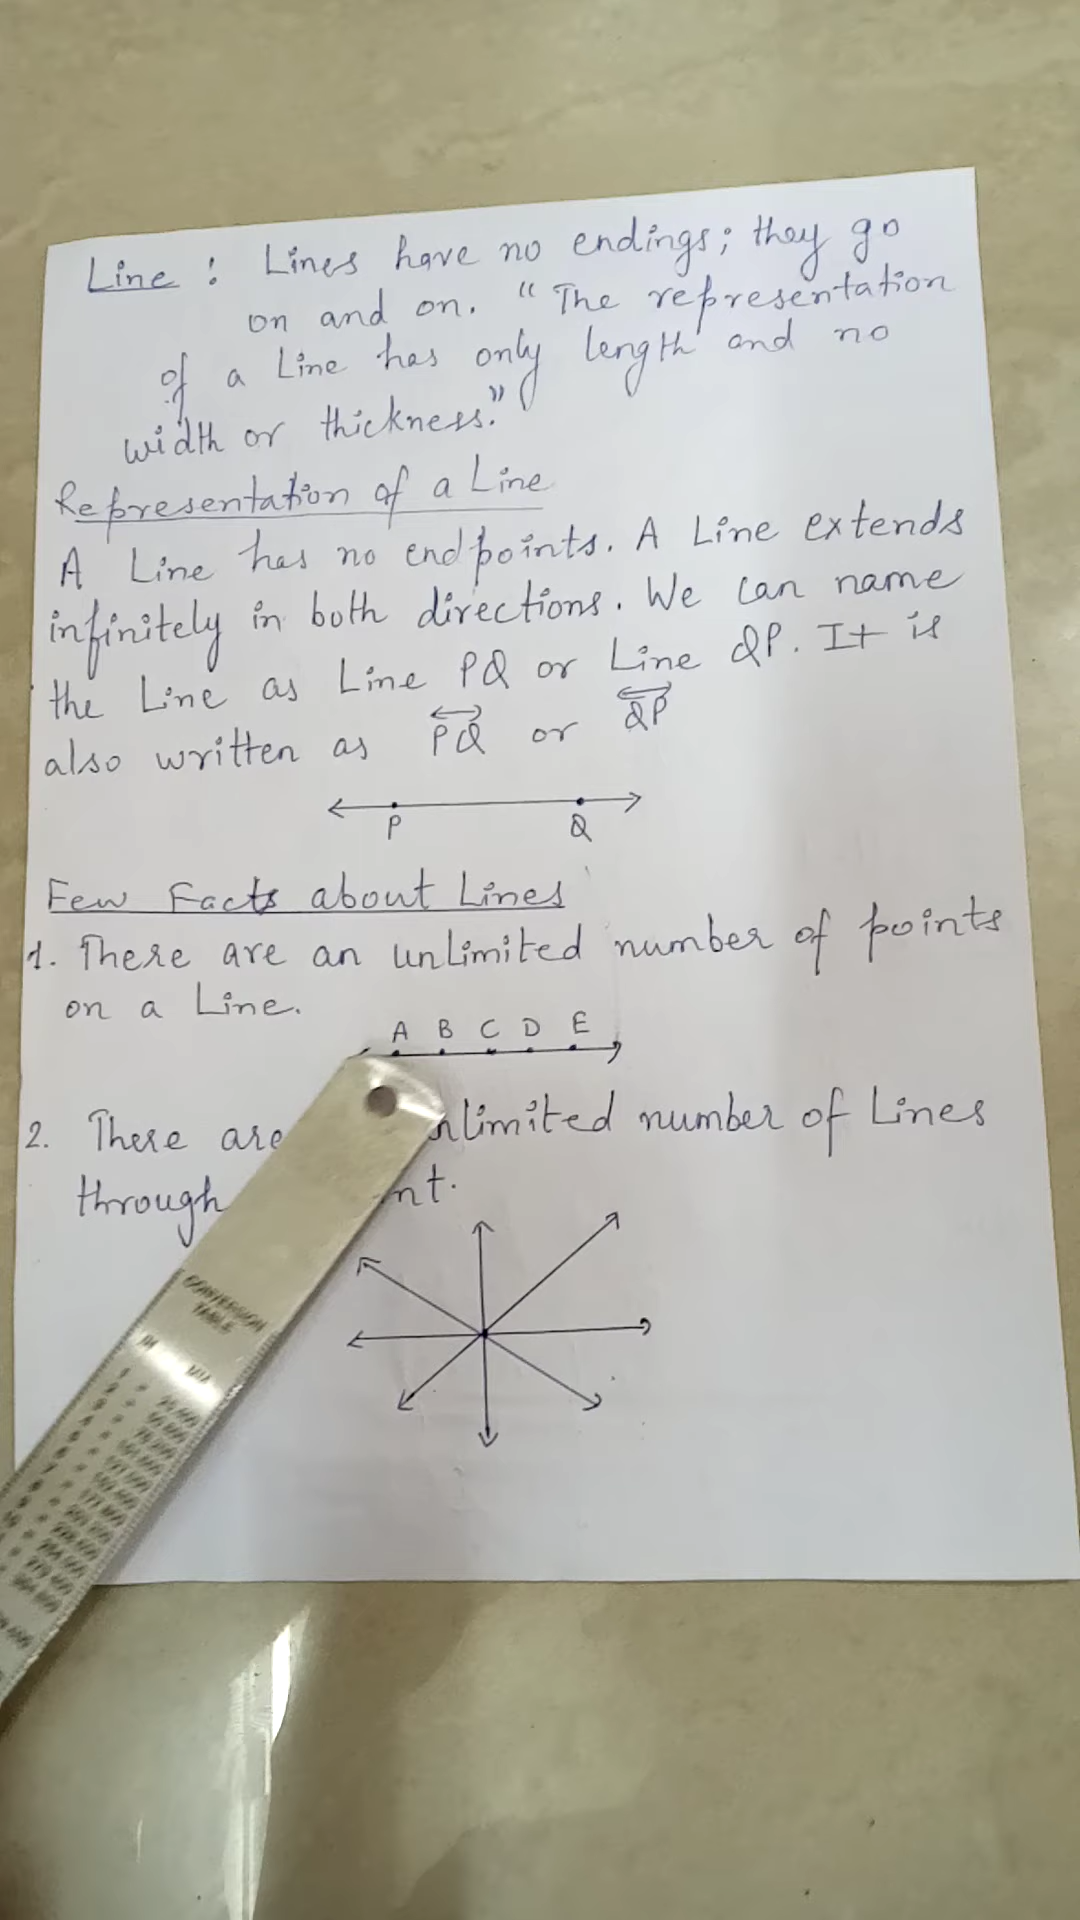 Line : Lines have no endings; they go
on and on. "The representation
of a Line has only length and no
width or thickness."
Representation of a Line
A Line has no endpoints. A Line extends
infinitely in both directions. We can name
the Line as Line PQ or Line QP. It is
also written as PQ or QP
P Q
Few Facts about Lines
1. There are an unlimited number of points
on a Line.
A B C D E
2. There are nlimited number of Lines
through nt.
CONVERSION
TABLE